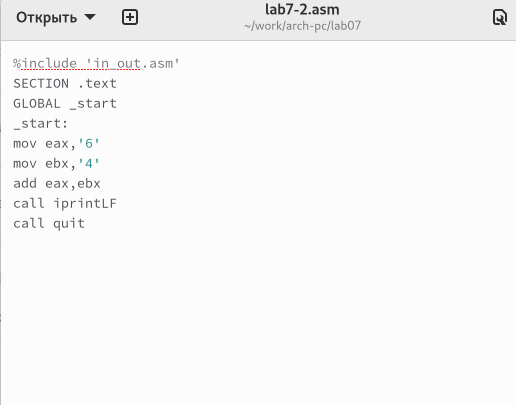 Открыть
lab7-2.asm
~/work/arch-pc/lab07
%include 'in_out.asm'
SECTION .text
GLOBAL _start
_start:
mov eax,'6'
mov ebx,'4'
add eax,ebx
call iprintLF
call quit